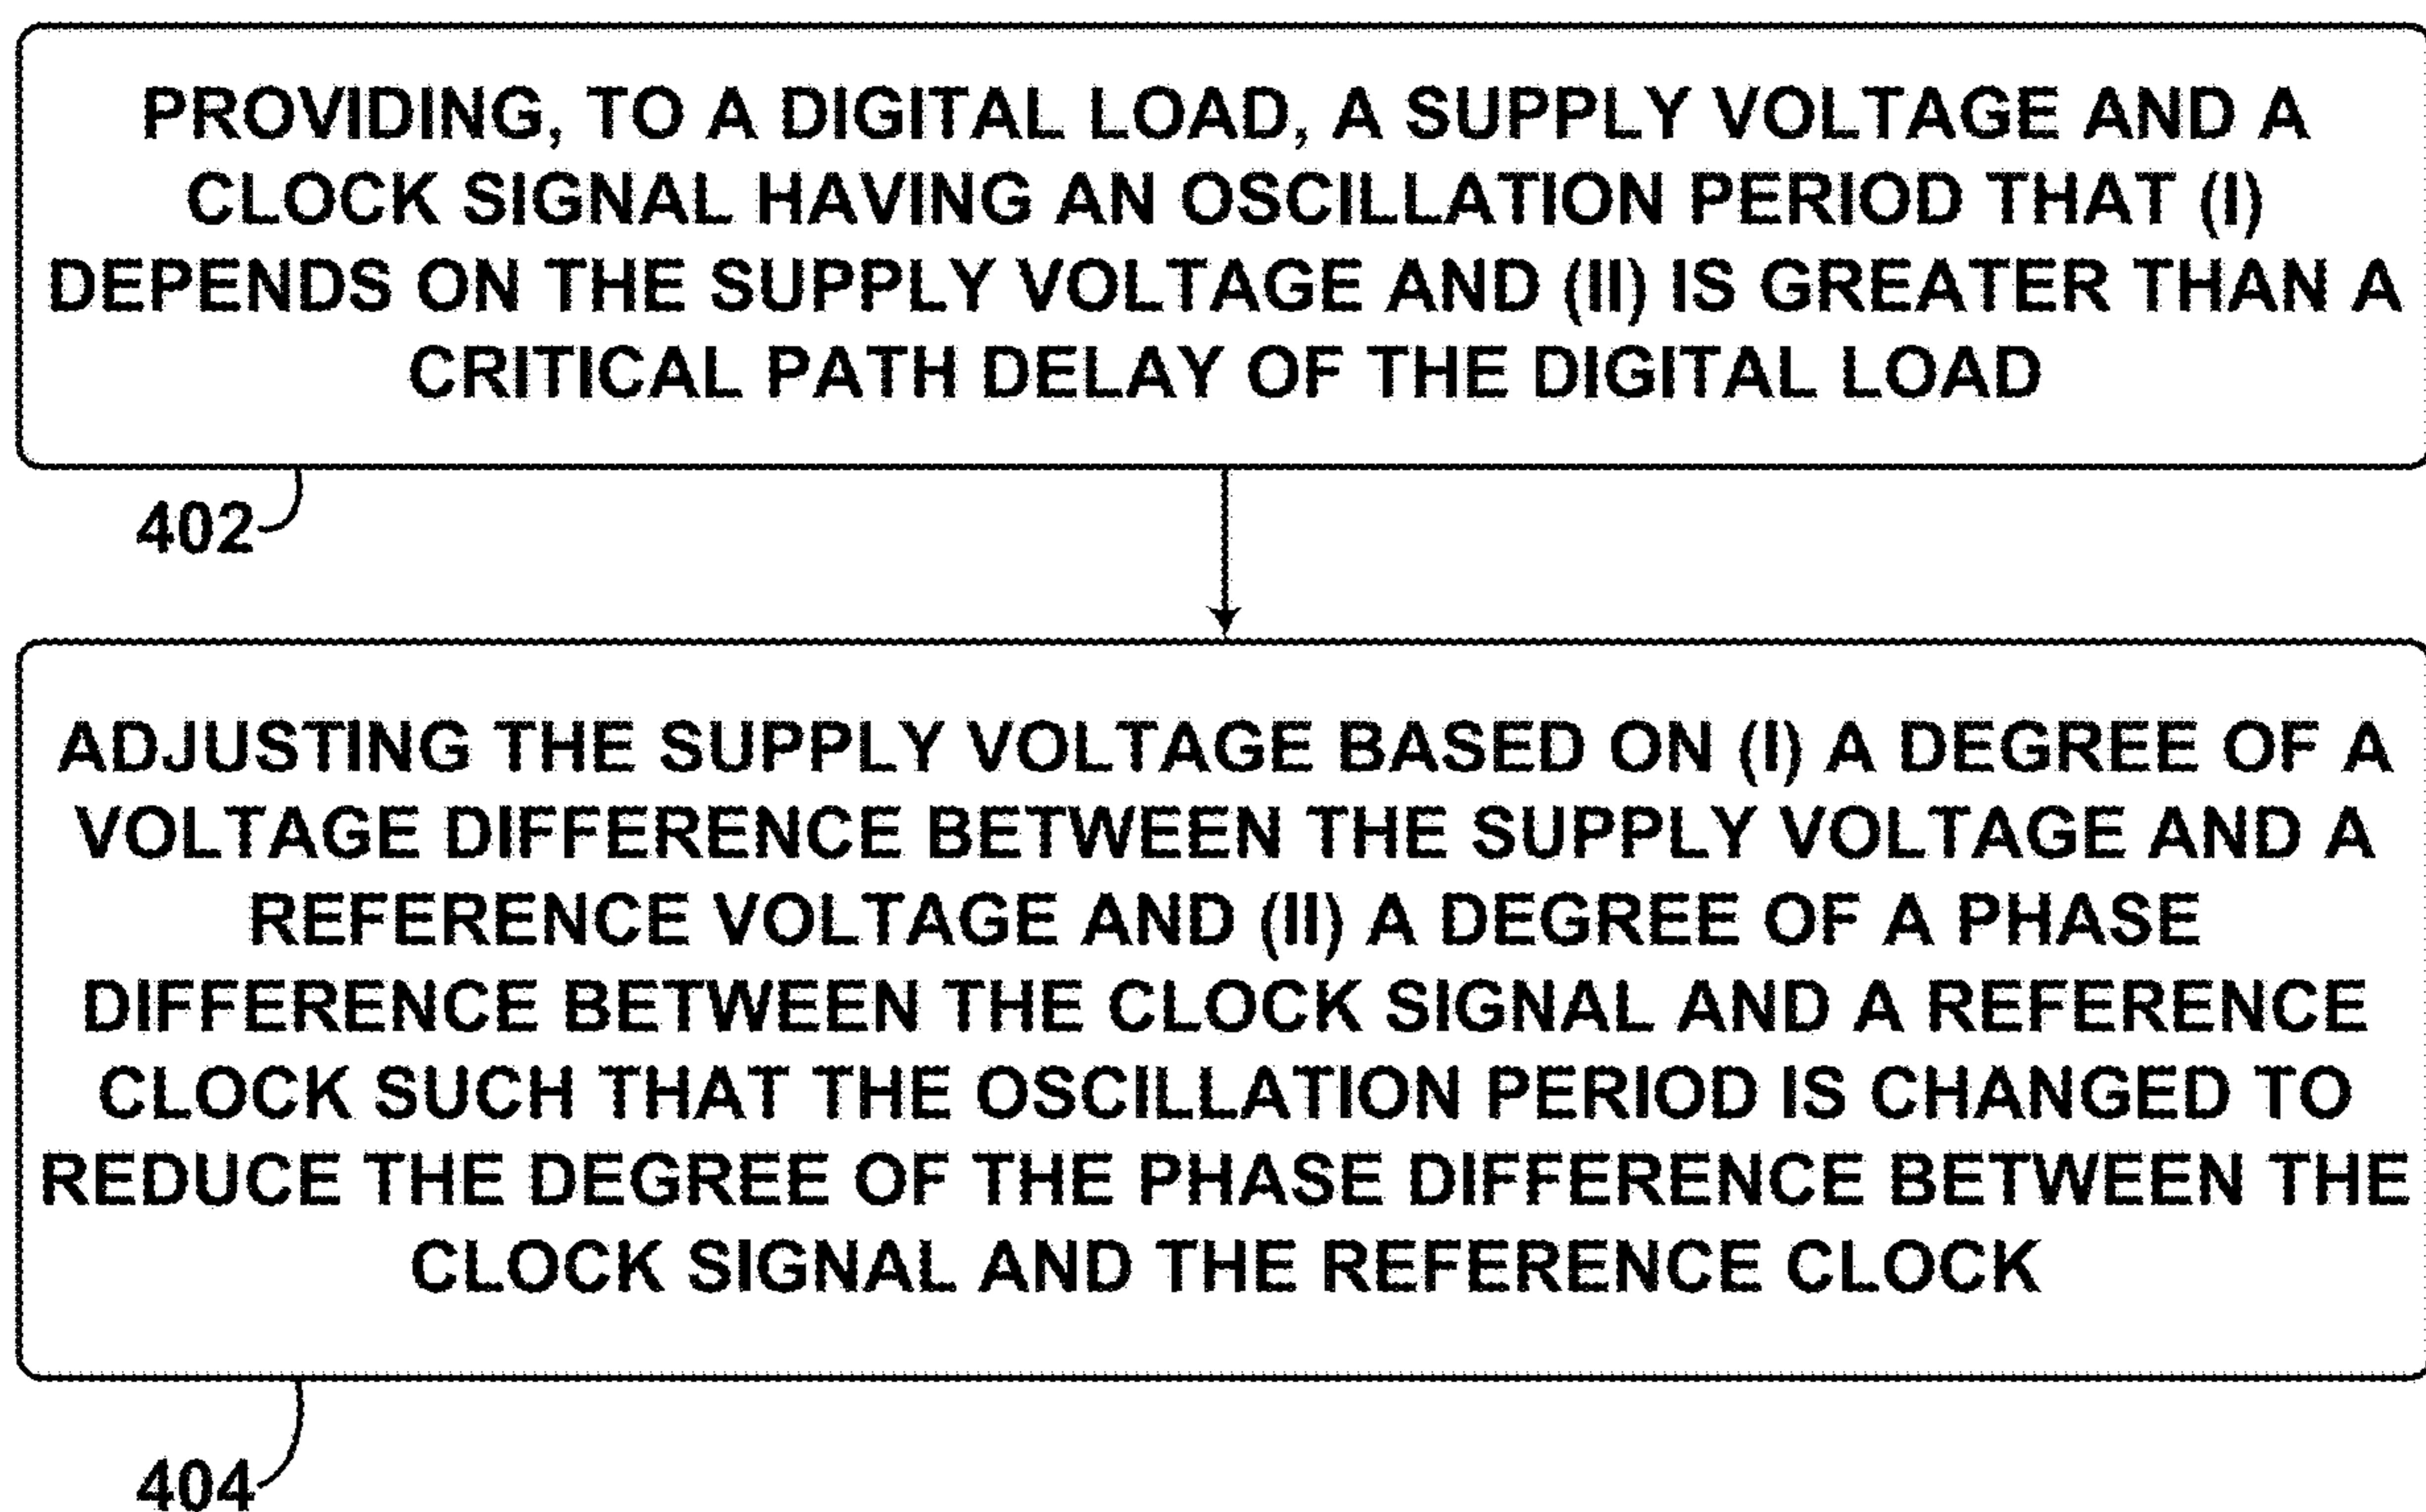 PROVIDING, TO A DIGITAL LOAD, A SUPPLY VOLTAGE AND A
CLOCK SIGNAL HAVING AN OSCILLATION PERIOD THAT (I)
DEPENDS ON THE SUPPLY VOLTAGE AND (II) IS GREATER THAN A
CRITICAL PATH DELAY OF THE DIGITAL LOAD
402
ADJUSTING THE SUPPLY VOLTAGE BASED ON (I) A DEGREE OF A
VOLTAGE DIFFERENCE BETWEEN THE SUPPLY VOLTAGE AND A
REFERENCE VOLTAGE AND (II) A DEGREE OF A PHASE
DIFFERENCE BETWEEN THE CLOCK SIGNAL AND A REFERENCE
CLOCK SUCH THAT THE OSCILLATION PERIOD IS CHANGED TO
REDUCE THE DEGREE OF THE PHASE DIFFERENCE BETWEEN THE
CLOCK SIGNAL AND THE REFERENCE CLOCK
404